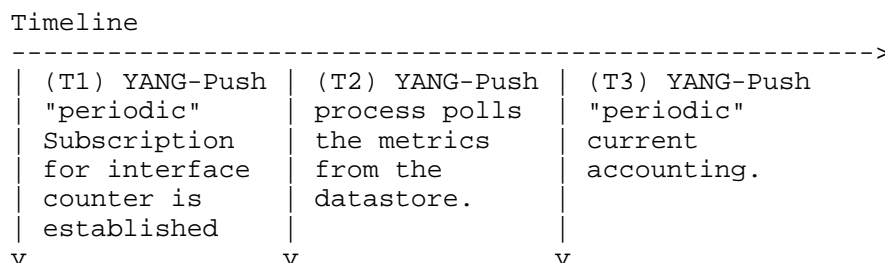 Timeline
------------------------------------------------------->
| (T1) YANG-Push | (T2) YANG-Push | (T3) YANG-Push
| "periodic"     | process polls  | "periodic"
| Subscription   | the metrics    | current
| for interface  | from the       | accounting.
| counter is     | datastore.     |
| established    |                |
v                v                v